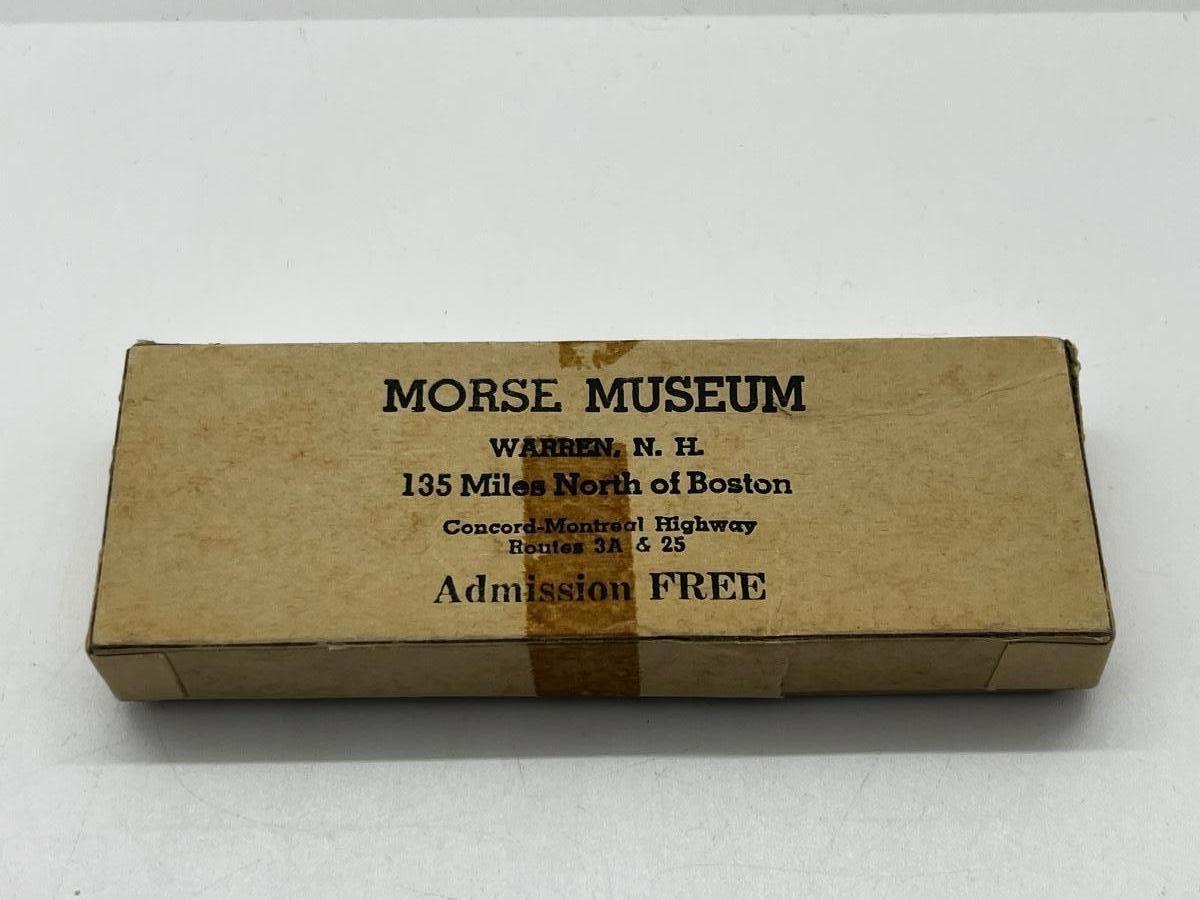 MORSE MUSEUM
WARREN, N. H.
135 Miles North of Boston
Concord-Montreal Highway
Routes 3A & 25
Admission FREE